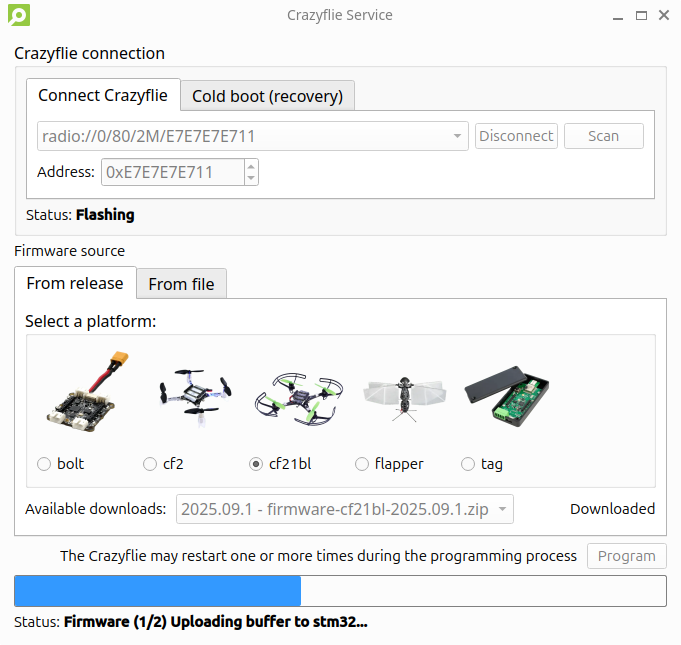 Crazyflie Service
Crazyflie connection
Connect Crazyflie Cold boot (recovery)
radio://0/80/2M/E7E7E7E711 Disconnect Scan
Address: 0xE7E7E7E711
Status: Flashing
Firmware source
From release From file
Select a platform:
bolt cf2 cf21bl flapper tag
Available downloads: 2025.09.1 - firmware-cf21bl-2025.09.1.zip Downloaded
The Crazyflie may restart one or more times during the programming process Program
Status: Firmware (1/2) Uploading buffer to stm32...